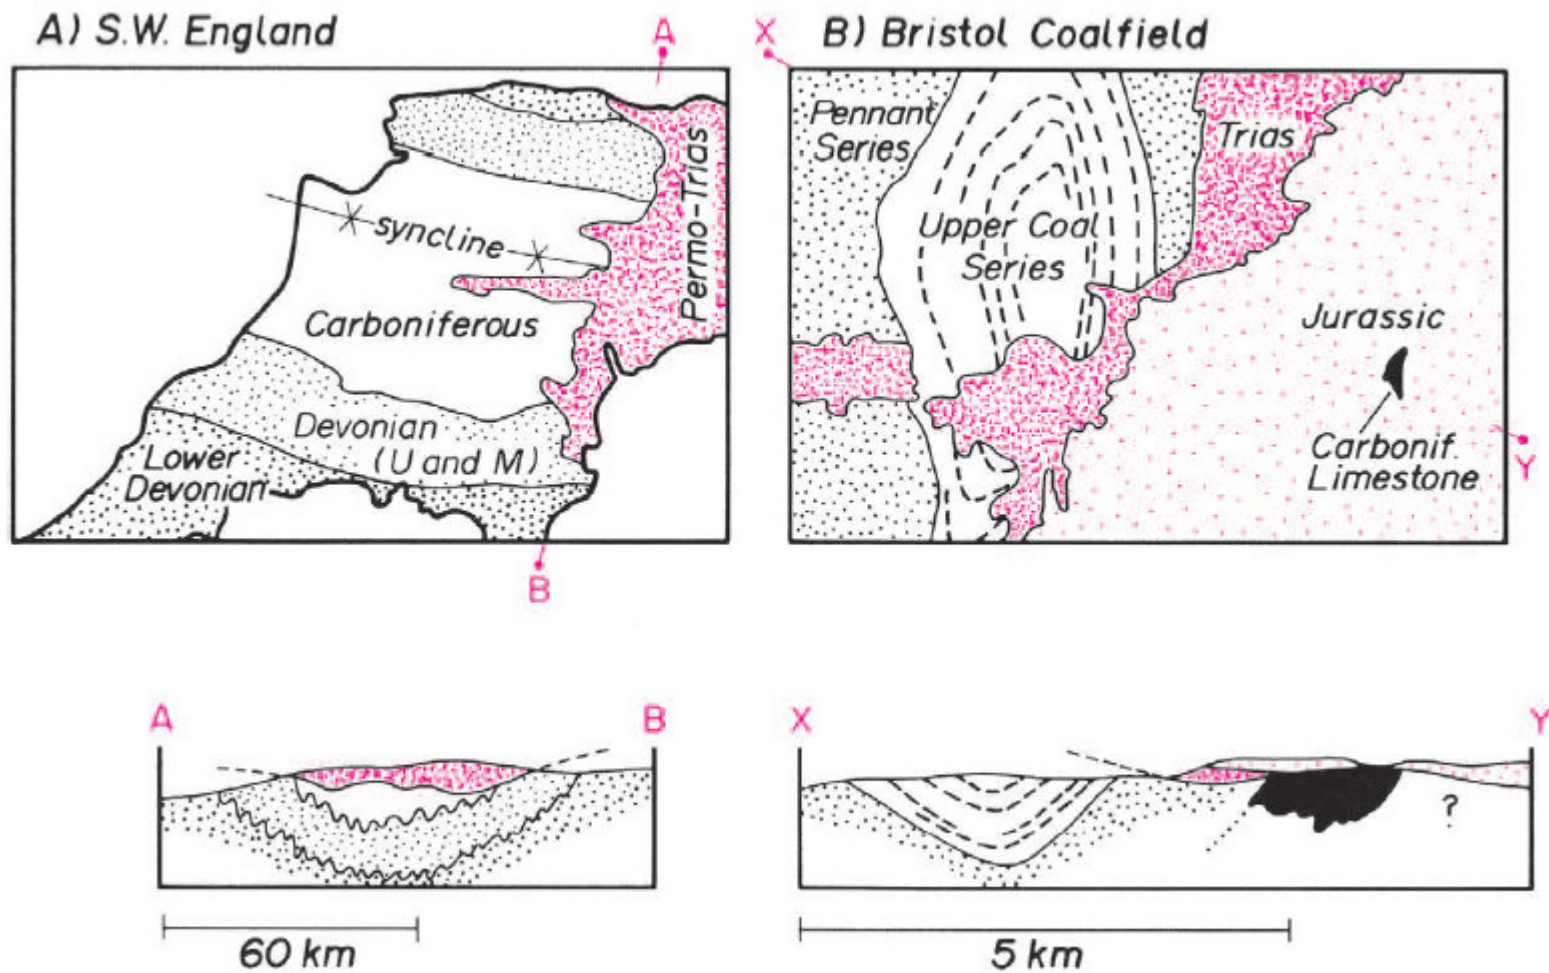 A) S.W. England
A
syncline
Permo-Trias
Carboniferous
Devonian
(U and M)
Lower
Devonian
B
X
B) Bristol Coalfield
Pennant
Series
Trias
Upper Coal
Series
Jurassic
Carbonif.
Limestone
Y
A
B
60 km
X
Y
?
5 km